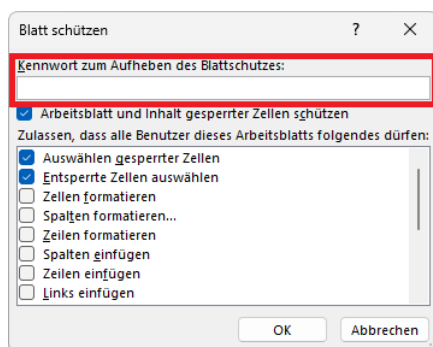 Blatt schützen
Kennwort zum Aufheben des Blattschutzes:
Arbeitsblatt und Inhalt gesperrter Zellen schützen
Zulassen, dass alle Benutzer dieses Arbeitsblatts folgendes dürfen:
Auswählen gesperrter Zellen
Entsperrte Zellen auswählen
Zellen formatieren
Spalten formatieren...
Zeilen formatieren
Spalten einfügen
Zeilen einfügen
Links einfügen
OK Abbrechen